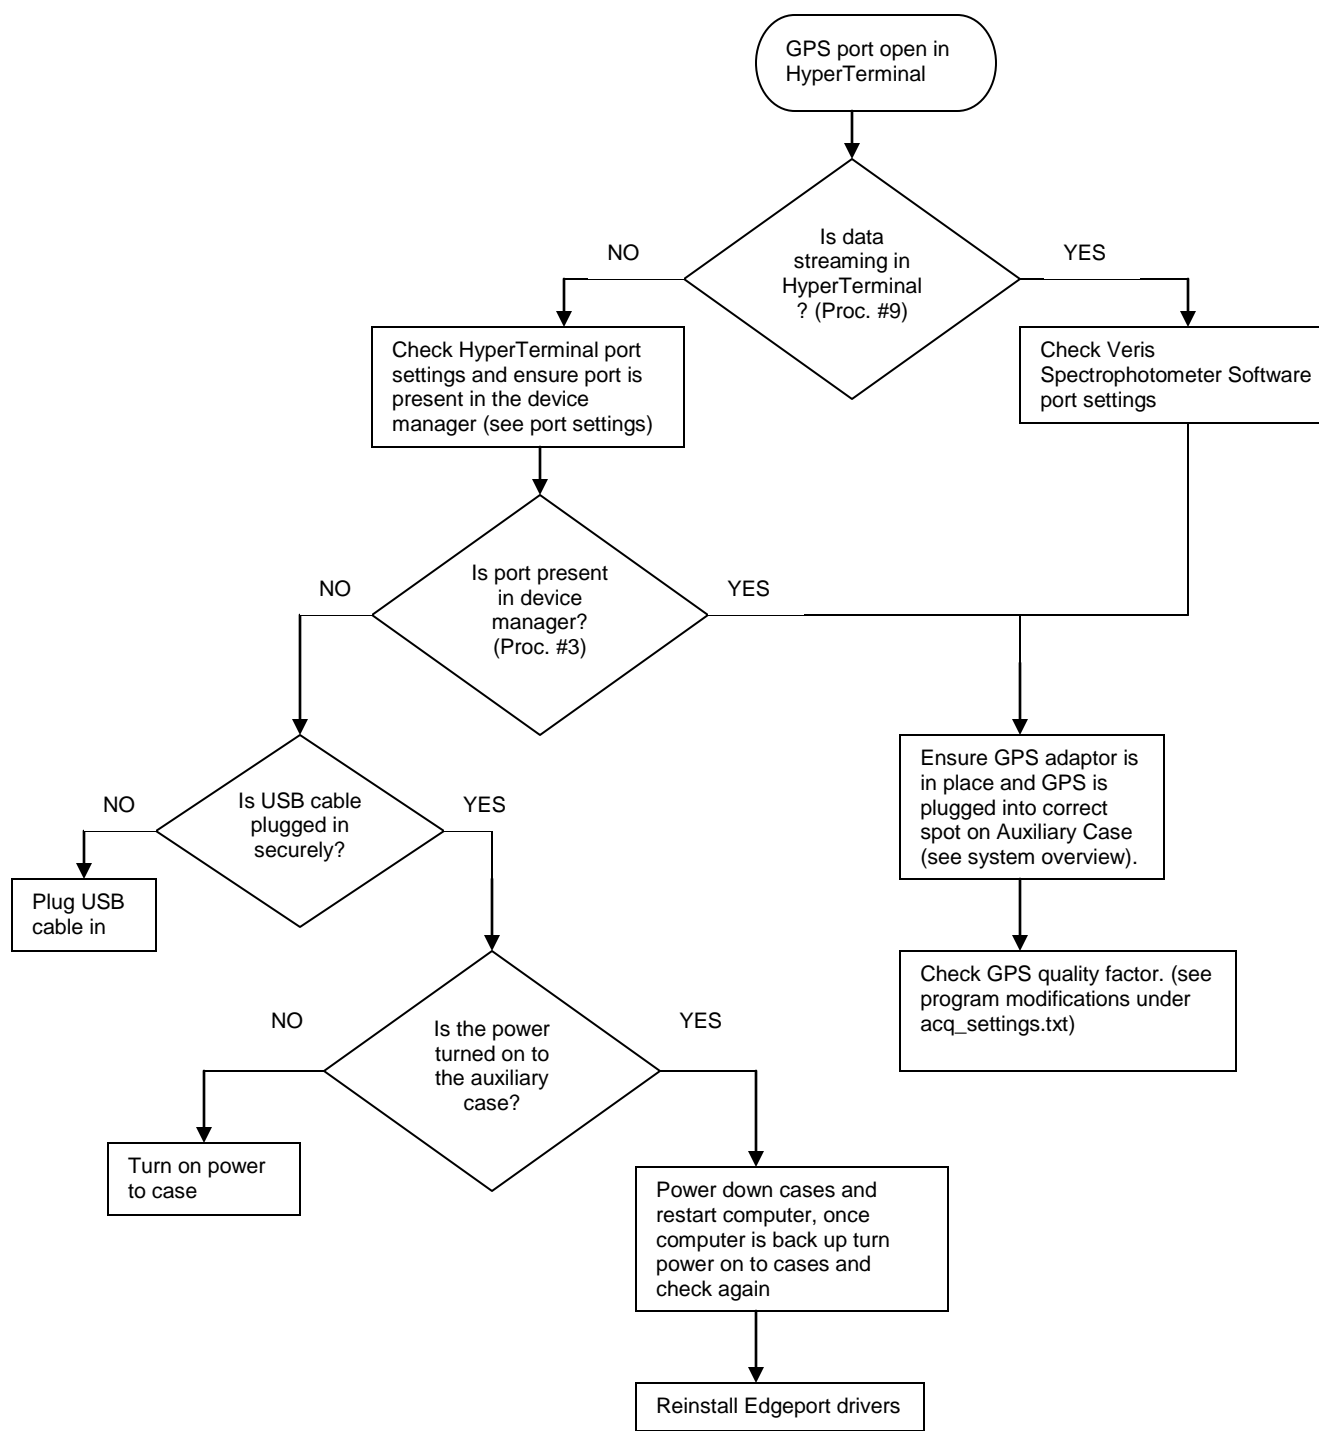 GPS port open in
HyperTerminal
Is data
streaming in
HyperTerminal
? (Proc. #9)
NO
YES
Check HyperTerminal port
settings and ensure port is
present in the device
manager (see port settings)
Check Veris
Spectrophotometer Software
port settings
Is port present
in device
manager?
(Proc. #3)
NO
YES
Ensure GPS adaptor is
in place and GPS is
plugged into correct
spot on Auxiliary Case
(see system overview).
Is USB cable
plugged in
securely?
NO
YES
Plug USB
cable in
Check GPS quality factor. (see
program modifications under
acq_settings.txt)
Is the power
turned on to
the auxiliary
case?
NO
YES
Turn on power
to case
Power down cases and
restart computer, once
computer is back up turn
power on to cases and
check again
Reinstall Edgeport drivers